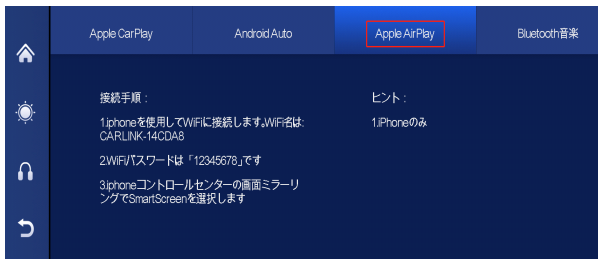 Apple CarPlay
Android Auto
Apple AirPlay
Bluetooth音楽
接続手順：
1.iphoneを使用してWiFiに接続します。WiFi名は:
CARLINK-14CDA8
2.WiFiパスワードは「12345678」です
3.iphoneコントロールセンターの画面ミラーリ
ングでSmartScreenを選択します
ヒント：
1.iPhoneのみ